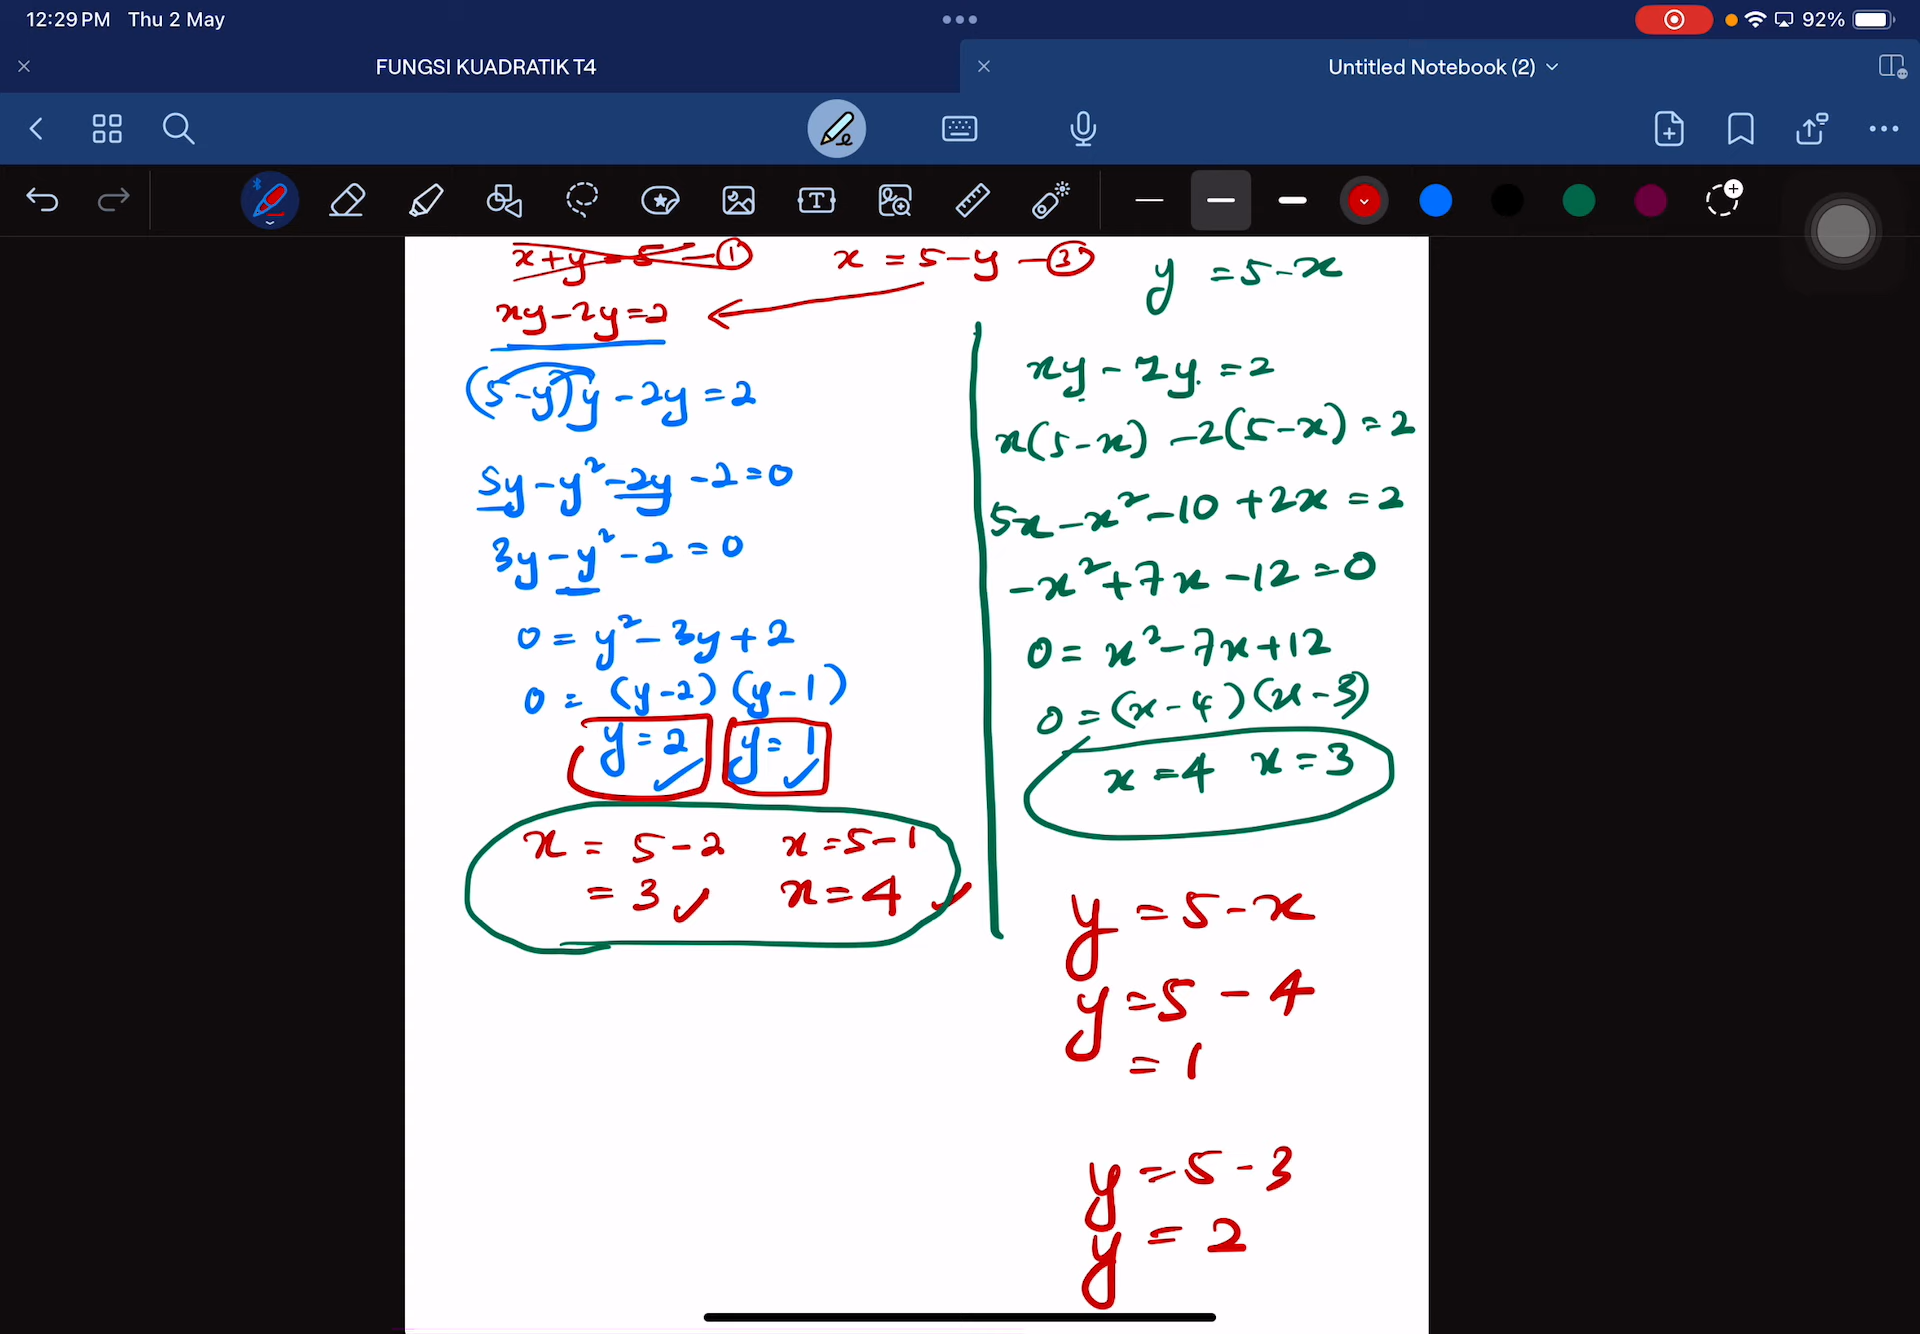 12:29 PM Thu 2 May
92%
FUNGSI KUADRATIK T4
Untitled Notebook (2)
x+y=5 -①
x = 5-y -③
xy-2y=2
(5-y)y-2y=2
5y-y²-2y-2=0
3y-y²-2=0
0=y²-3y+2
0=(y-2)(y-1)
y=2 y=1
x = 5-2 x=5-1
= 3 x=4
y = 5-x
xy-2y=2
x(5-x) -2(5-x)=2
5x-x²-10+2x=2
-x²+7x-12=0
0=x²-7x+12
0=(x-4)(x-3)
x=4 x=3
y=5-x
y=5-4
=1
y=5-3
y=2